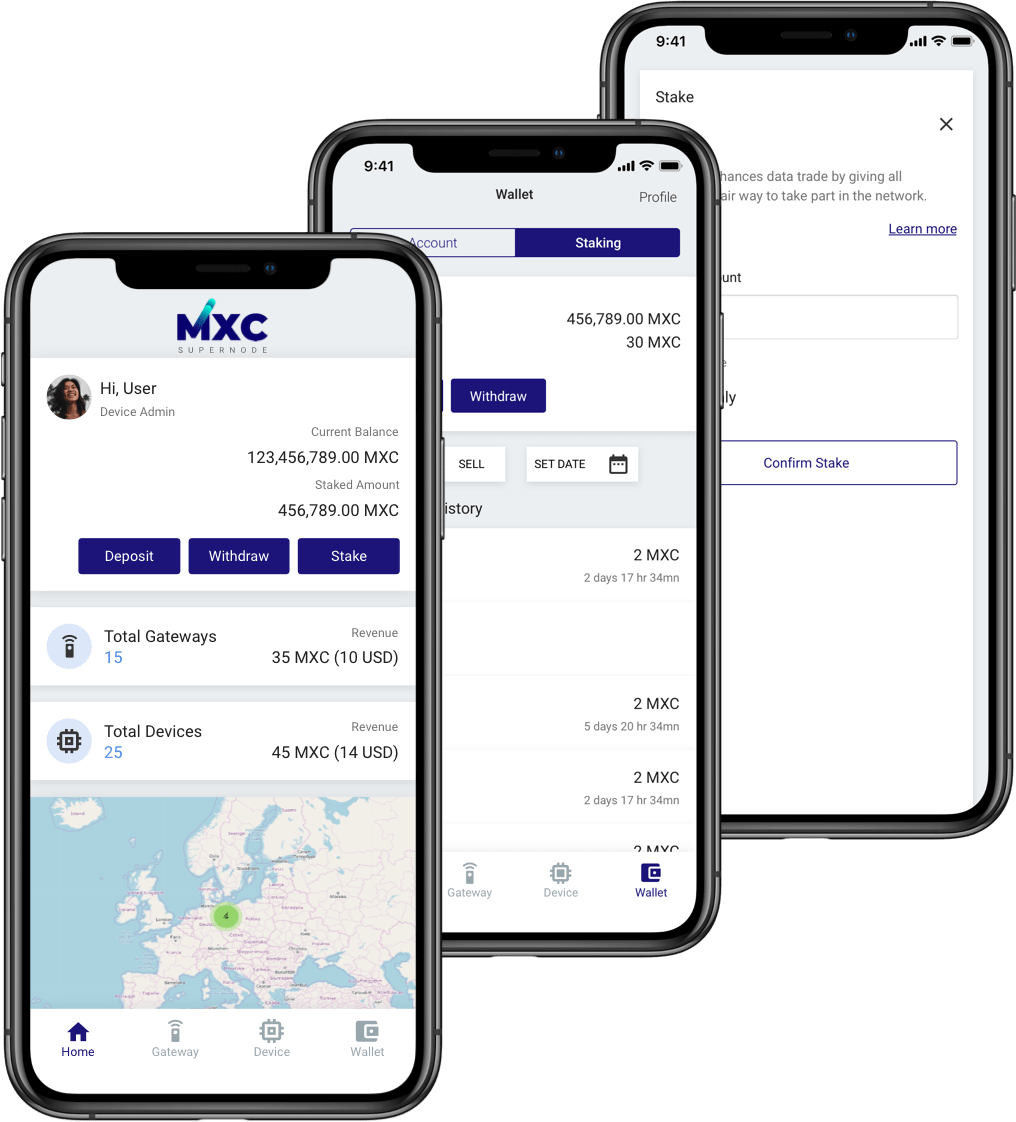 MXC
SUPERNODE
Hi, User
Device Admin
Current Balance
123,456,789.00 MXC
Staked Amount
456,789.00 MXC
Deposit Withdraw Stake
Total Gateways
15
Revenue
35 MXC (10 USD)
Total Devices
25
Revenue
45 MXC (14 USD)
4
Home Gateway Device Wallet
9:41
Wallet
Profile
Account Staking
456,789.00 MXC
30 MXC
Withdraw
SELL SET DATE
istory
2 MXC
2 days 17 hr 34mn
2 MXC
5 days 20 hr 34mn
2 MXC
2 days 17 hr 34mn
2 MXC
Gateway Device Wallet
9:41
Stake
hances data trade by giving all
air way to take part in the network.
Learn more
unt
ly
Confirm Stake